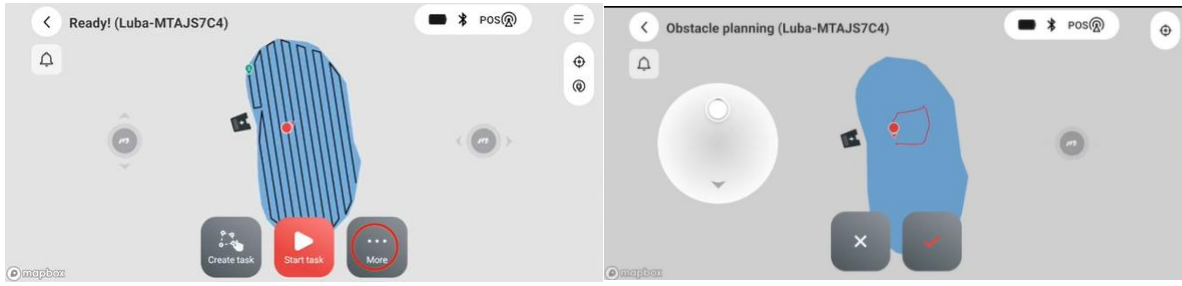 Ready! (Luba-MTAJS7C4)
POS
Create task
Start task
More
mapbox
Obstacle planning (Luba-MTAJS7C4)
POS
mapbox